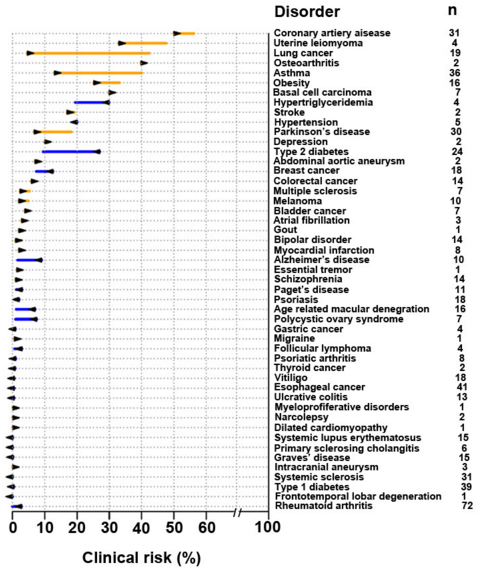 Disorder n
Coronary artiery aisease 31
Uterine leiomyoma 4
Lung cancer 19
Osteoarthritis 2
Asthma 36
Obesity 16
Basal cell carcinoma 7
Hypertriglyceridemia 4
Stroke 2
Hypertension 5
Parkinson's disease 30
Depression 2
Type 2 diabetes 24
Abdominal aortic aneurysm 2
Breast cancer 18
Colorectal cancer 14
Multiple sclerosis 7
Melanoma 10
Bladder cancer 7
Atrial fibrillation 3
Gout 1
Bipolar disorder 14
Myocardial infarction 8
Alzheimer's disease 10
Essential tremor 1
Schizophrenia 14
Paget's disease 11
Psoriasis 18
Age related macular denegration 16
Polycystic ovary syndrome 7
Gastric cancer 4
Migraine 1
Follicular lymphoma 4
Psoriatic arthritis 8
Thyroid cancer 2
Vitiligo 18
Esophageal cancer 41
Ulcrative colitis 13
Myeloprofiferative disorders 1
Narcolepsy 2
Dilated cardiomyopathy 1
Systemic lupus erythematosus 15
Primary sclerosing cholangitis 6
Graves' disease 15
Intracranial aneurysm 3
Systemic sclerosis 31
Type 1 diabetes 39
Frontotemporal lobar degeneration 1
Rheumatoid arthritis 72
0 10 20 30 40 50 60 // 100
Clinical risk (%)